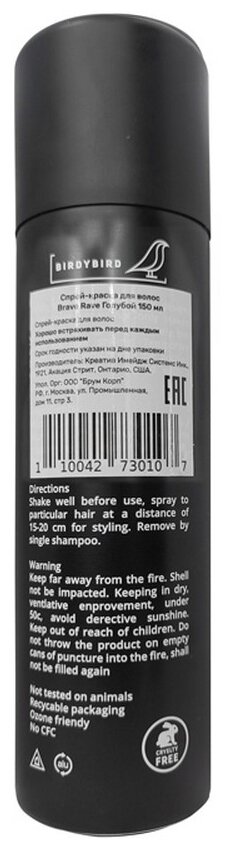 BIRDYBIRD
Спрей-краска для волос
Brave Rave Голубой 150 мл
Спрей-краска для волос
Хорошо встряхивать перед каждым
использованием
Срок годности указан на дне упаковки
Производитель: Креатив Имейдж Системс Инк.,
1921, Акация Стрит, Онтарио, США.
Упол. Орг: ООО "Брум Корп"
РФ, г. Москва, ул. Промышленная,
дом 11, стр 3.
EAC
1 10042 73010 7
Directions
Shake well before use, spray to
particular hair at a distance of
15-20 cm for styling. Remove by
single shampoo.
Warning
Keep far away from the fire. Shell
not be impacted. Keeping in dry,
ventlative enprovement, under
50c, avoid derective sunshine.
Keep out of reach of children. Do
not throw the product on empty
cans of puncture into the fire, shall
not be filled again
Not tested on animals
Recycable packaging
Ozone friendy
No CFC
alu
CRUELTY
FREE